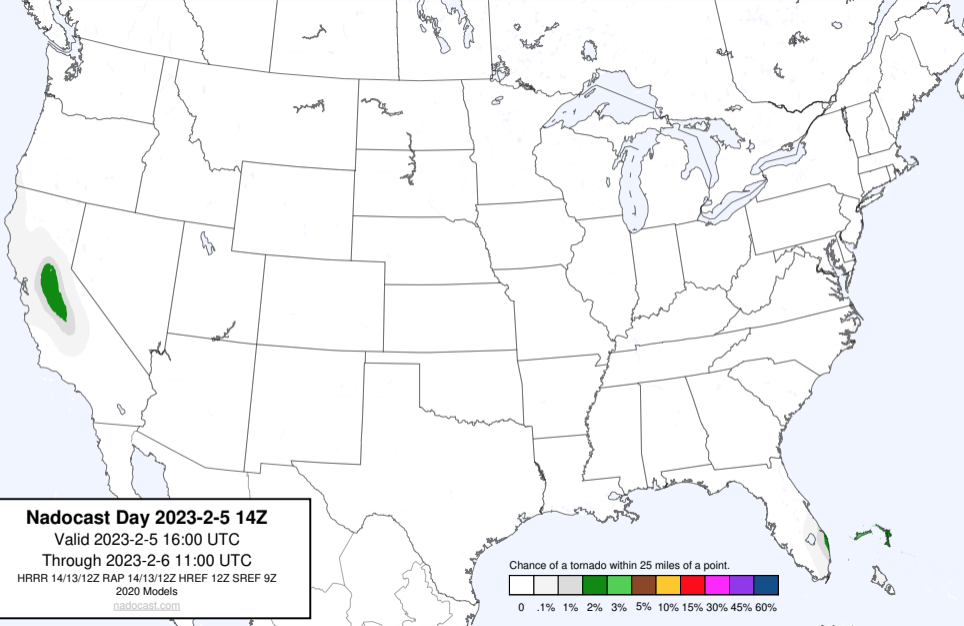 Nadocast Day 2023-2-5 14Z
Valid 2023-2-5 16:00 UTC
Through 2023-2-6 11:00 UTC
HRRR 14/13/12Z RAP 14/13/12Z HREF 12Z SREF 9Z
2020 Models
nadocast.com
Chance of a tornado within 25 miles of a point.
0 .1% 1% 2% 3% 5% 10% 15% 30% 45% 60%